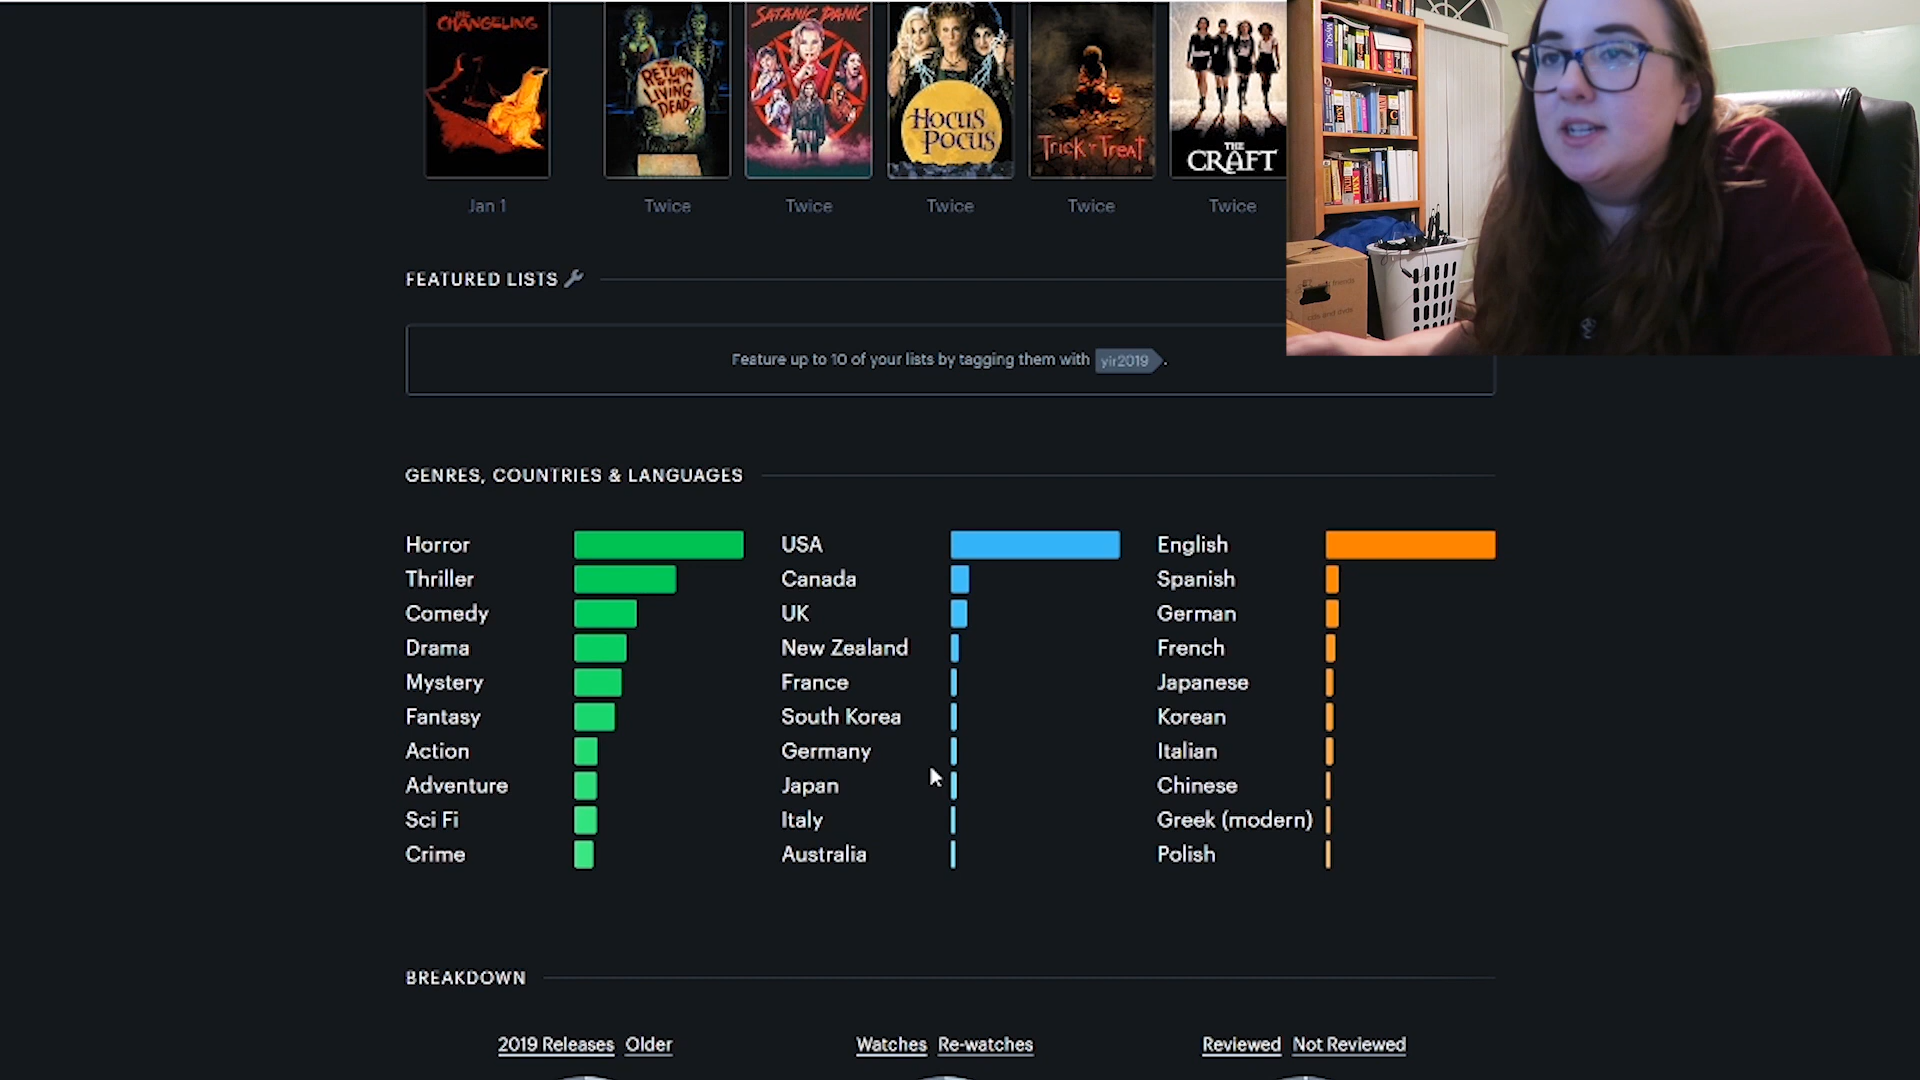 THE CHANGELING
THE RETURN OF THE LIVING DEAD
SATANIC PANIC
HOCUS POCUS
Trick 'r Treat
THE CRAFT
Jan 1
Twice
Twice
Twice
Twice
Twice
FEATURED LISTS
Feature up to 10 of your lists by tagging them with yir2019.
GENRES, COUNTRIES & LANGUAGES
Horror
Thriller
Comedy
Drama
Mystery
Fantasy
Action
Adventure
Sci Fi
Crime
USA
Canada
UK
New Zealand
France
South Korea
Germany
Japan
Italy
Australia
English
Spanish
German
French
Japanese
Korean
Italian
Chinese
Greek (modern)
Polish
BREAKDOWN
2019 Releases Older
Watches Re-watches
Reviewed Not Reviewed